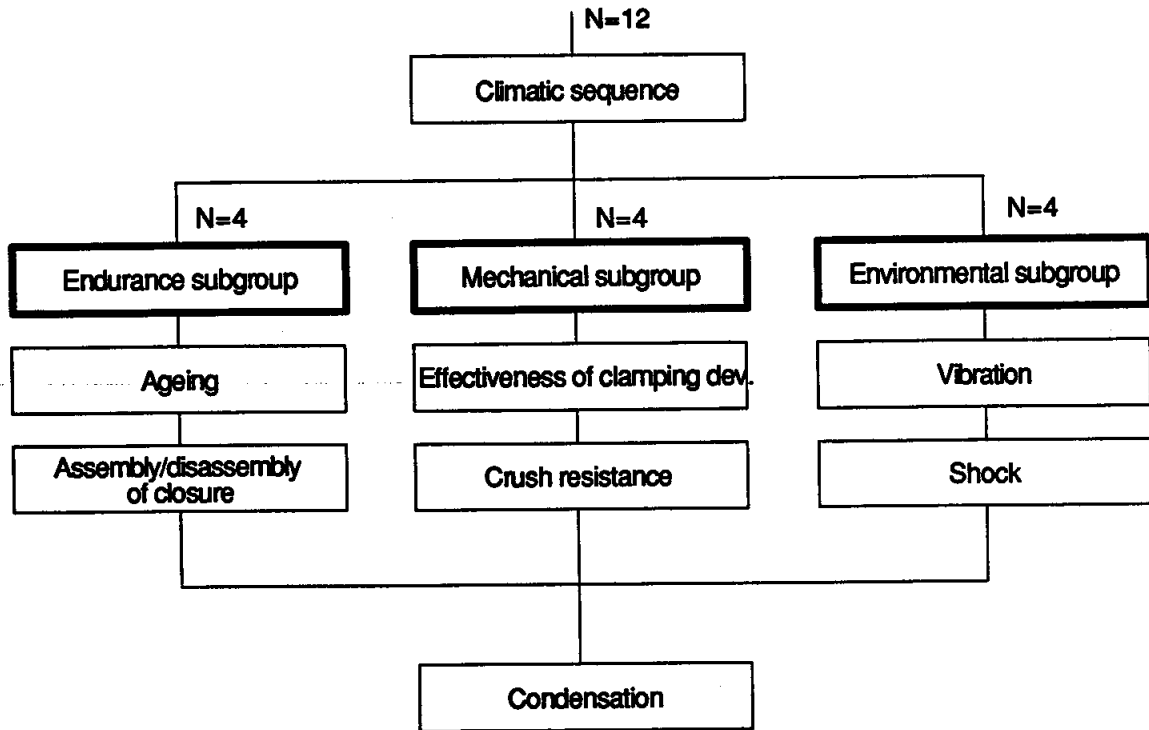 N=12
Climatic sequence
N=4
N=4
N=4
Endurance subgroup
Mechanical subgroup
Environmental subgroup
Ageing
Effectiveness of clamping dev.
Vibration
Assembly/disassembly
of closure
Crush resistance
Shock
Condensation